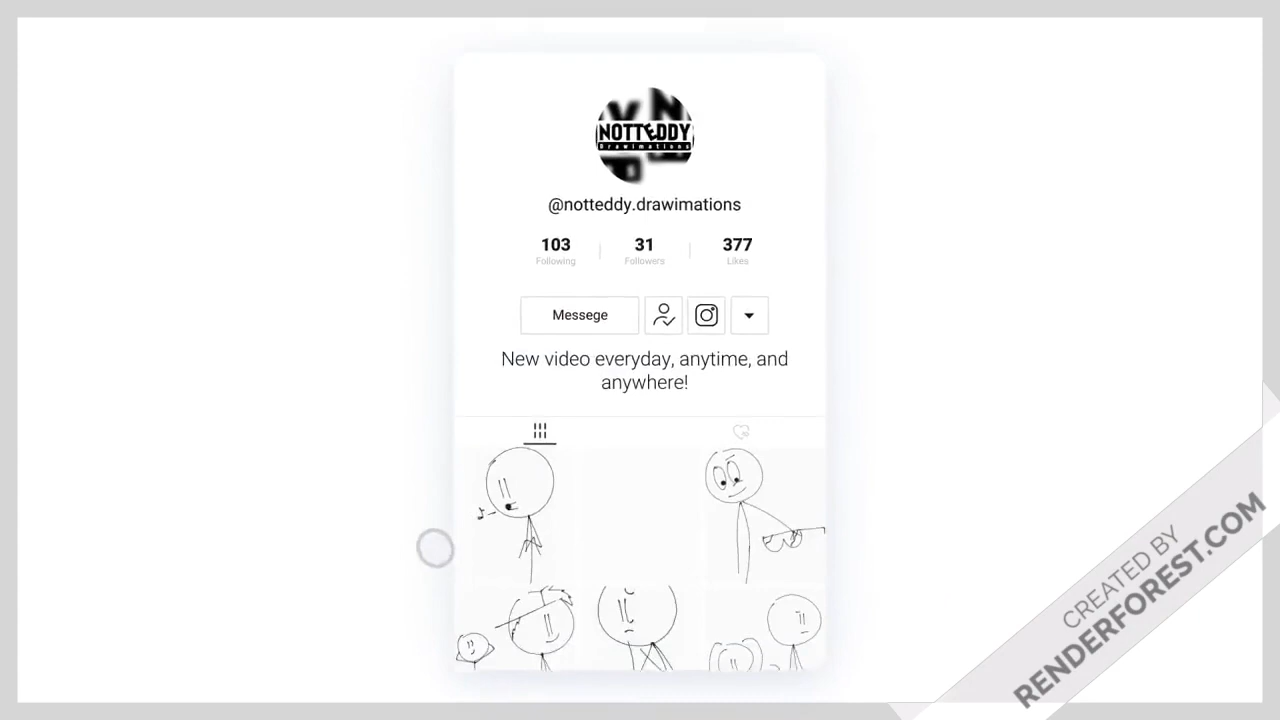 NOTTEDDY
Drawimations
@notteddy.drawimations
103 31 377
Following Followers Likes
Messege
New video everyday, anytime, and
anywhere!
CREATED BY
RENDERFOREST.COM